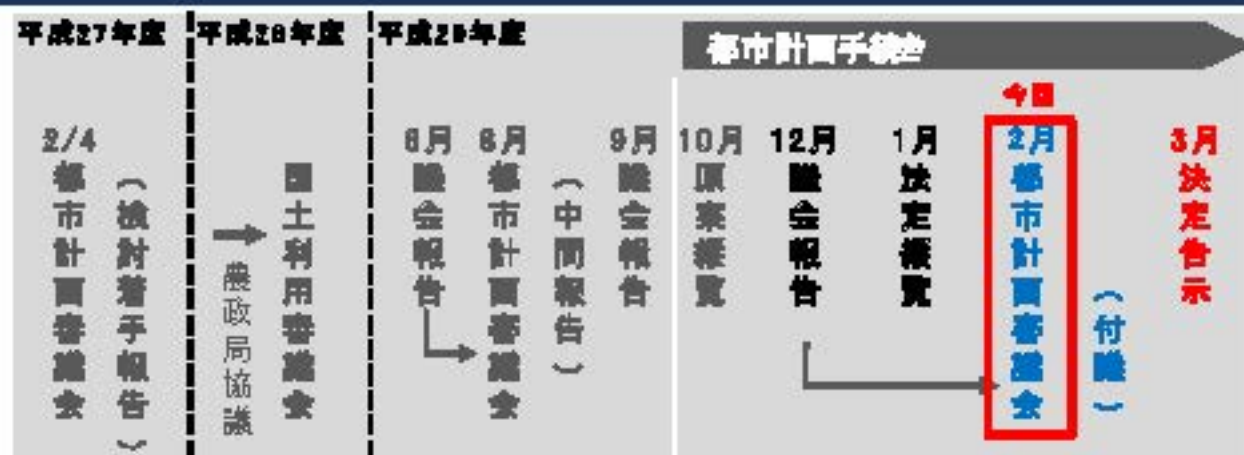 平成27年度
平成28年度
平成29年度
都市計画手続き
今回
2/4
都市計画審議会
(検討着手報告)
農政局協議
国土利用審議会
議会報告
都市計画審議会
(中間報告)
9月
議会報告
10月
原案縦覧
12月
議会報告
1月
法定縦覧
2月
都市計画審議会
(付議)
3月
決定告示